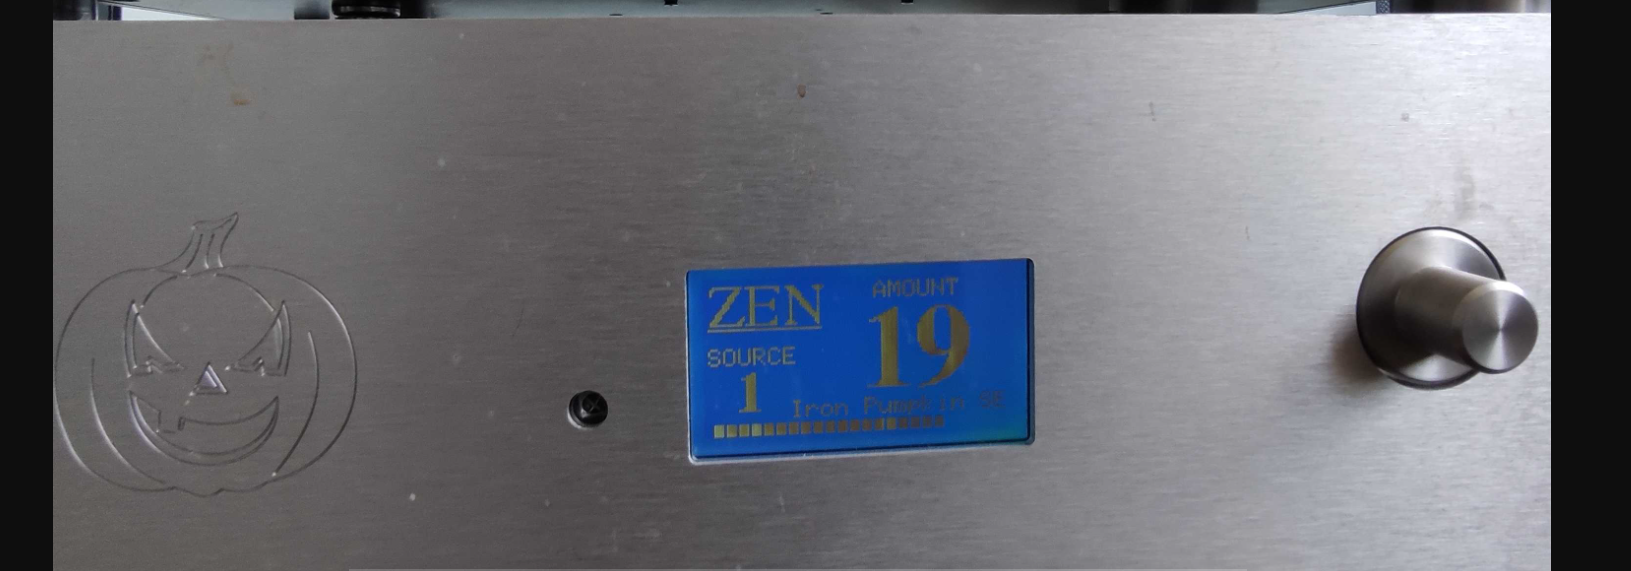 ZEN
AMOUNT
19
SOURCE
1
Iron Pumpkin SE